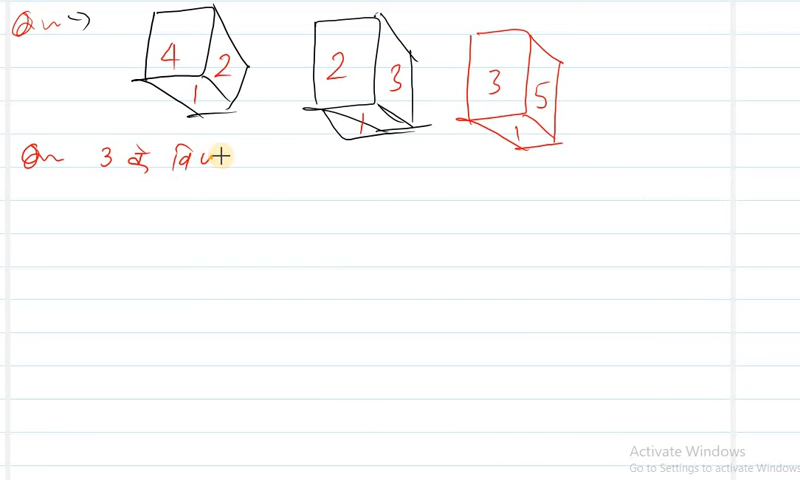 Qn →
4 2 1
2 3 1
3 5 1
Qn 3 के
Activate Windows
Go to Settings to activate Windows